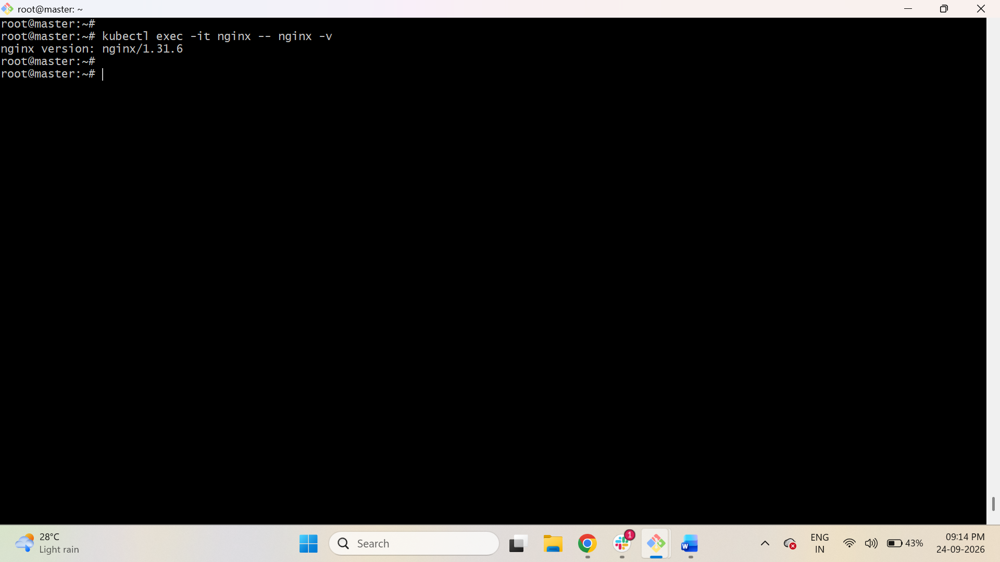 root@master: ~
root@master:~#
root@master:~# kubectl exec -it nginx -- nginx -v
nginx version: nginx/1.31.6
root@master:~#
root@master:~#
28°C
Light rain
Search
1
W
ENG
IN
43%
09:14 PM
24-09-2026